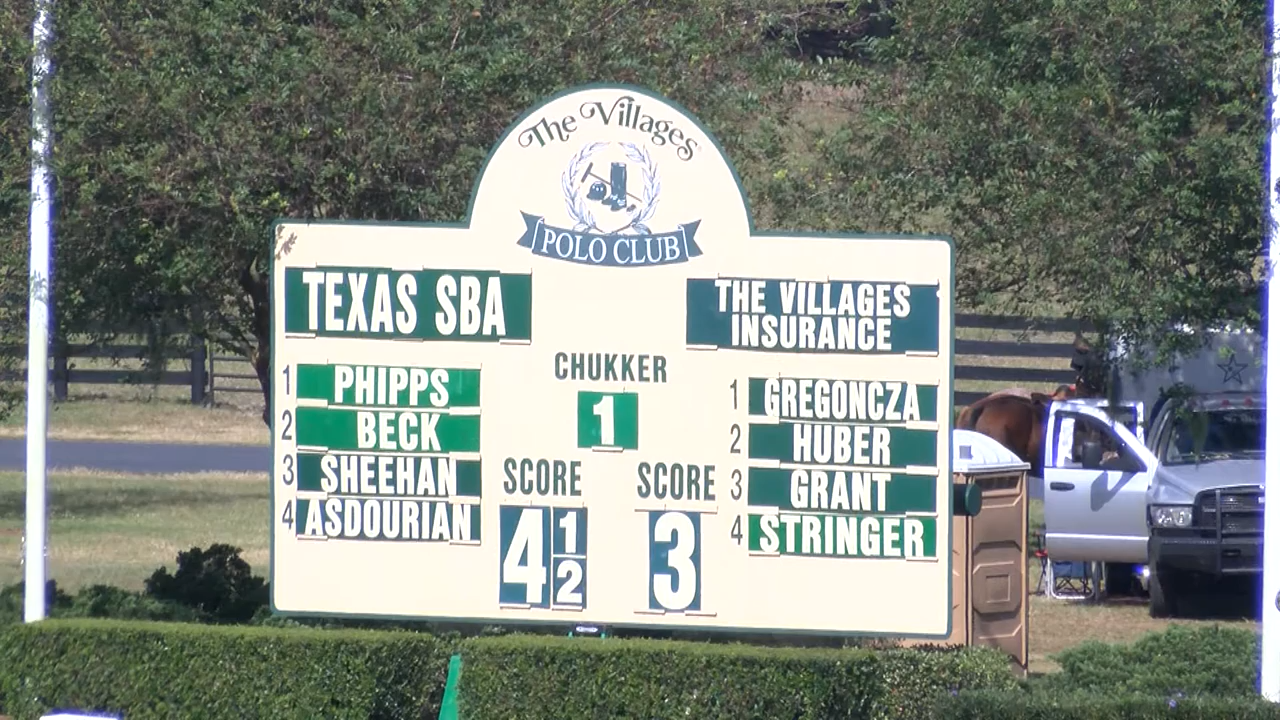 The Villages
POLO CLUB
TEXAS SBA
THE VILLAGES
INSURANCE
CHUKKER
1
1 PHIPPS
2 BECK
3 SHEEHAN
4 ASDOURIAN
1 GREGONCZA
2 HUBER
3 GRANT
4 STRINGER
SCORE SCORE
4 1/2 3